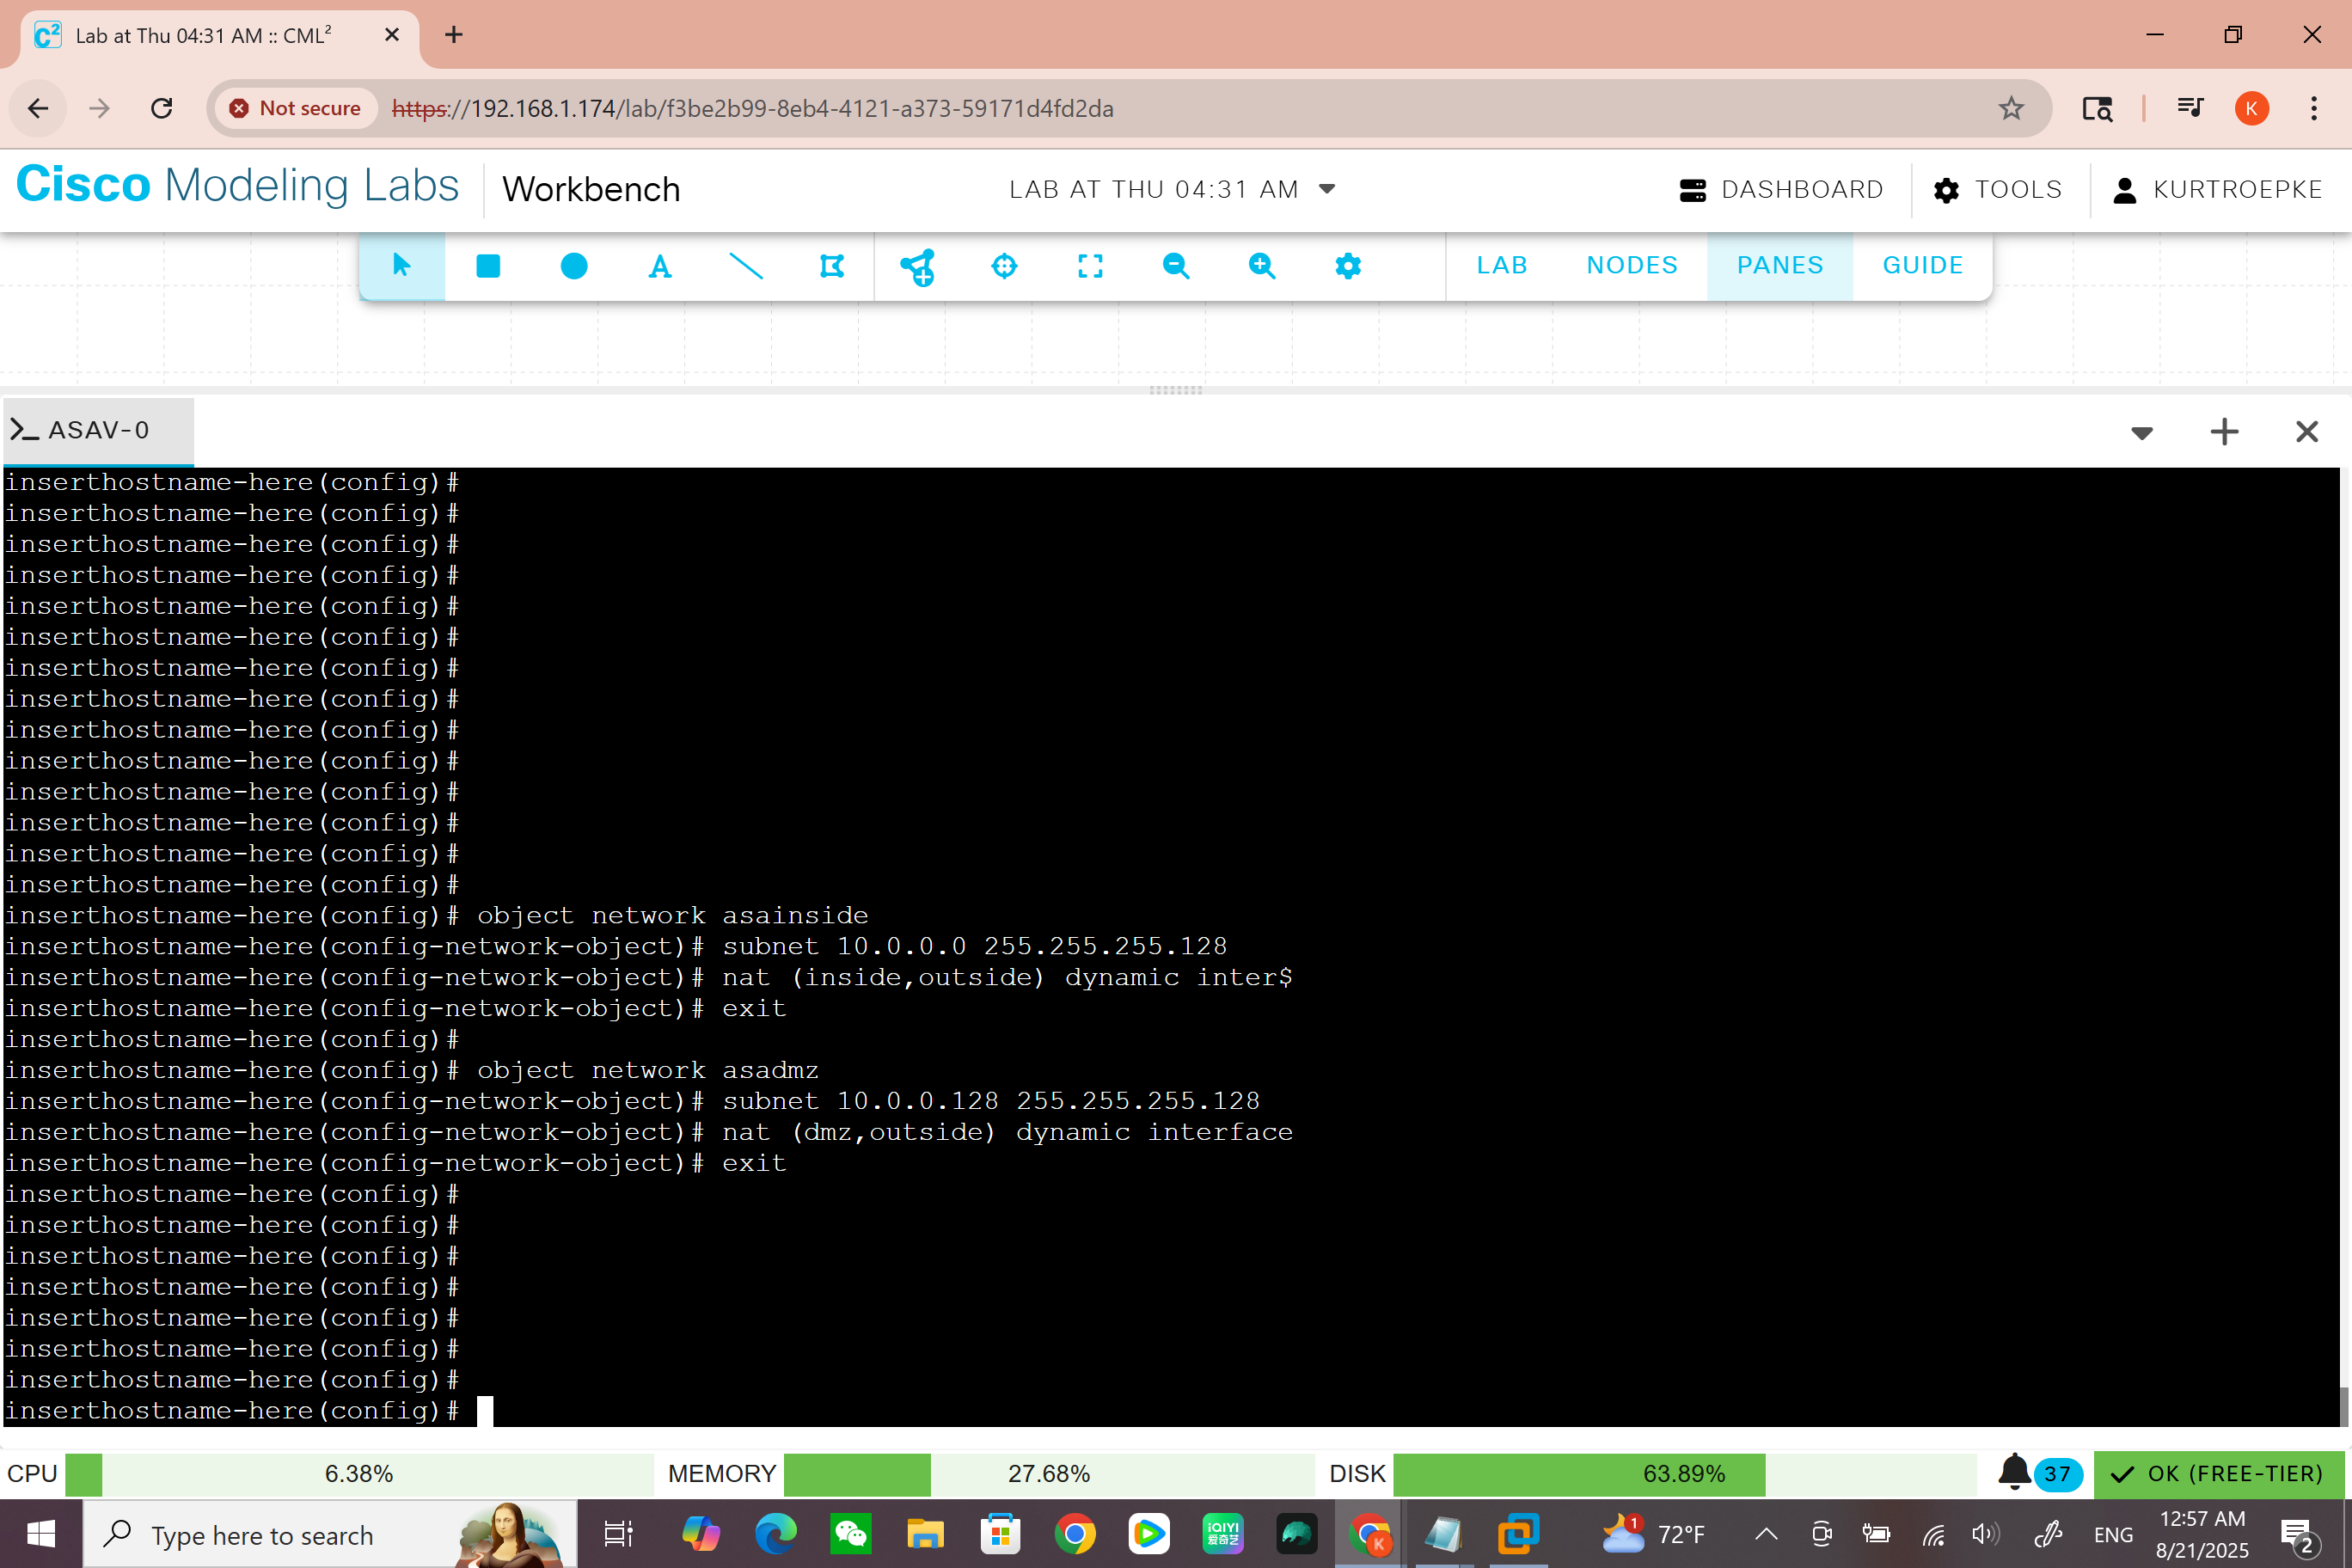 Lab at Thu 04:31 AM :: CML²
Not secure
https://192.168.1.174/lab/f3be2b99-8eb4-4121-a373-59171d4fd2da
K
Cisco Modeling Labs
Workbench
LAB AT THU 04:31 AM
DASHBOARD
TOOLS
KURTROEPKE
A
LAB
NODES
PANES
GUIDE
ASAV-0
inserthostname-here(config)#
inserthostname-here(config)#
inserthostname-here(config)#
inserthostname-here(config)#
inserthostname-here(config)#
inserthostname-here(config)#
inserthostname-here(config)#
inserthostname-here(config)#
inserthostname-here(config)#
inserthostname-here(config)#
inserthostname-here(config)#
inserthostname-here(config)#
inserthostname-here(config)#
inserthostname-here(config)#
inserthostname-here(config)# object network asainside
inserthostname-here(config-network-object)# subnet 10.0.0.0 255.255.255.128
inserthostname-here(config-network-object)# nat (inside,outside) dynamic inter$
inserthostname-here(config-network-object)# exit
inserthostname-here(config)#
inserthostname-here(config)# object network asadmz
inserthostname-here(config-network-object)# subnet 10.0.0.128 255.255.255.128
inserthostname-here(config-network-object)# nat (dmz,outside) dynamic interface
inserthostname-here(config-network-object)# exit
inserthostname-here(config)#
inserthostname-here(config)#
inserthostname-here(config)#
inserthostname-here(config)#
inserthostname-here(config)#
inserthostname-here(config)#
inserthostname-here(config)#
inserthostname-here(config)#
CPU 6.38%
MEMORY 27.68%
DISK 63.89%
37
OK (FREE-TIER)
Type here to search
iQIYI
爱奇艺
K
1
72°F
ENG
12:57 AM
8/21/2025
2